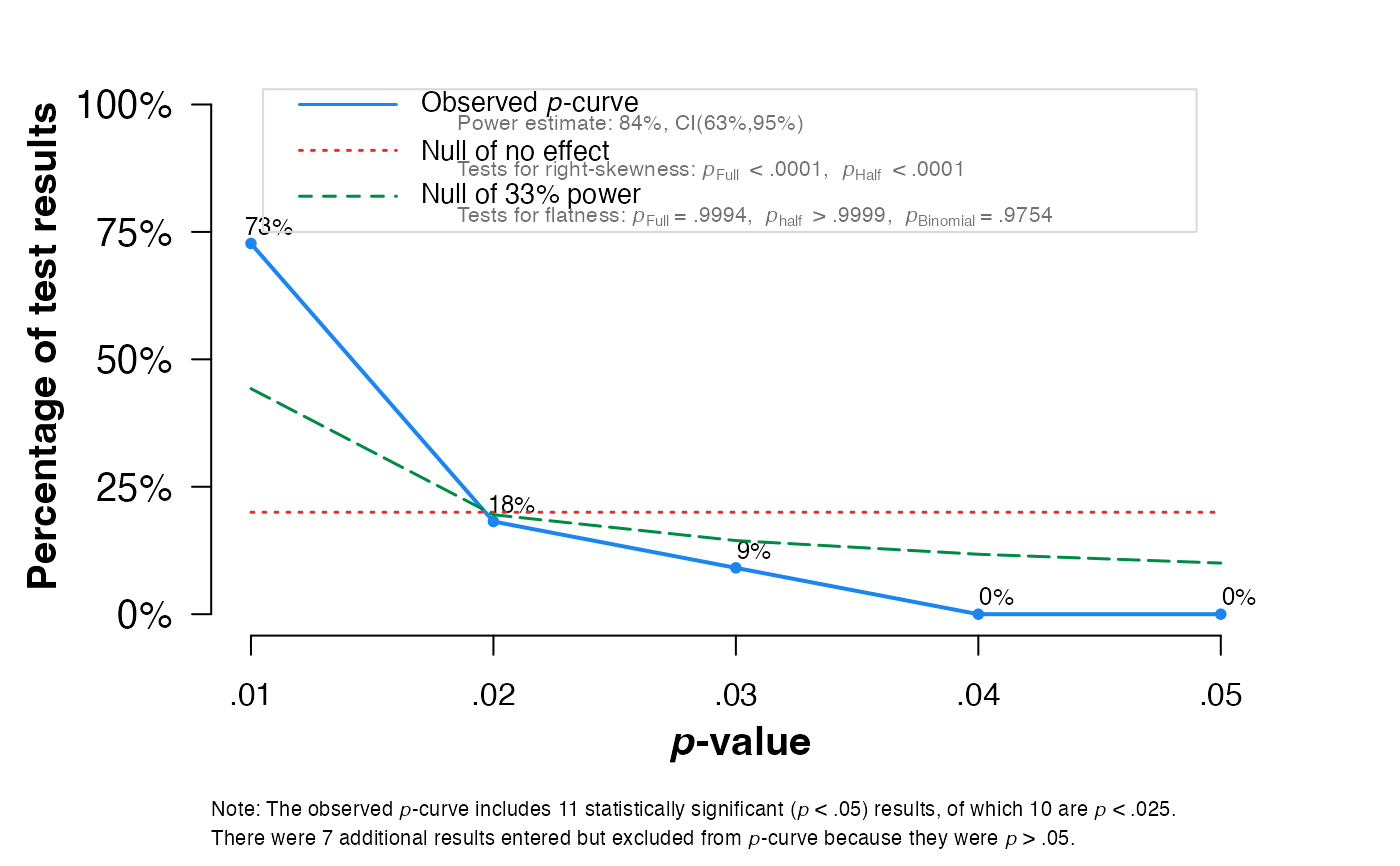 Percentage of test results
100%
75%
50%
25%
0%
Observed p-curve
Power estimate: 84%, CI(63%,95%)
Null of no effect
Tests for right-skewness: pFull < .0001, pHalf < .0001
Null of 33% power
Tests for flatness: pFull = .9994, phalf > .9999, pBinomial = .9754
73%
18%
9%
0%
0%
.01
.02
.03
.04
.05
p-value
Note: The observed p-curve includes 11 statistically significant (p < .05) results, of which 10 are p < .025.
There were 7 additional results entered but excluded from p-curve because they were p > .05.